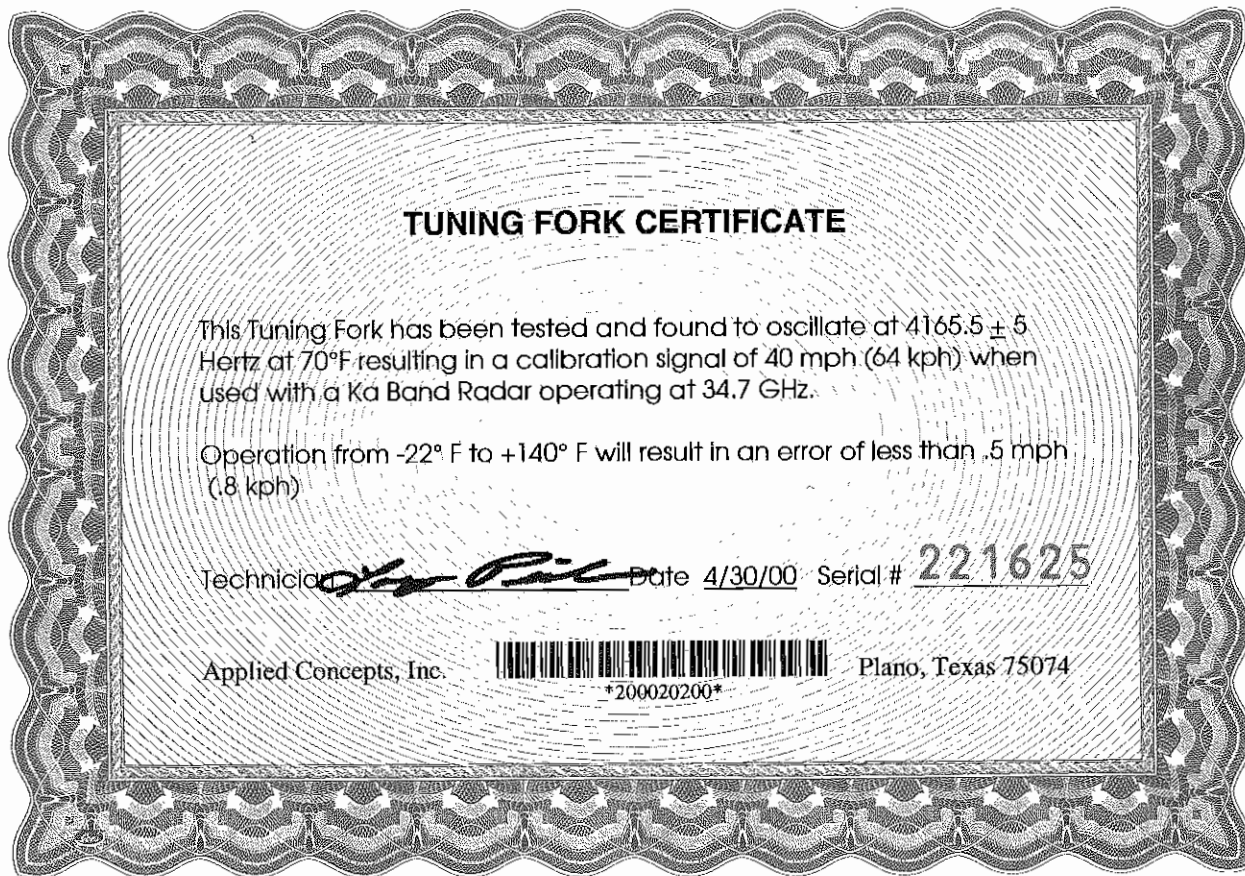 TUNING FORK CERTIFICATE
This Tuning Fork has been tested and found to oscillate at 4165.5 ± 5
Hertz at 70°F resulting in a calibration signal of 40 mph (64 kph) when
used with a Ka Band Radar operating at 34.7 GHz.
Operation from -22° F to +140° F will result in an error of less than .5 mph
(.8 kph)
Technician Date 4/30/00 Serial # 221625
Applied Concepts, Inc. *200020200* Plano, Texas 75074